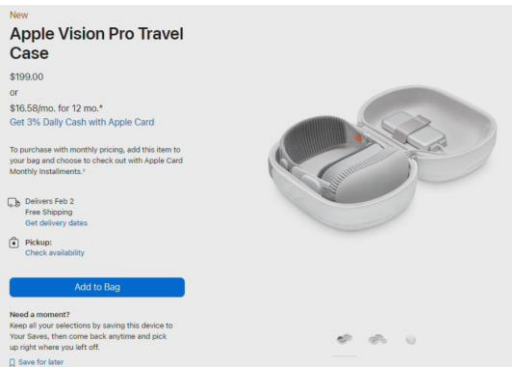 New
Apple Vision Pro Travel
Case
$199.00
or
$16.58/mo. for 12 mo.*
Get 3% Daily Cash with Apple Card
To purchase with monthly pricing, add this item to
your bag and choose to check out with Apple Card
Monthly Installments.*
Delivers Feb 2
Free Shipping
Get delivery dates
Pickup:
Check availability
Add to Bag
Need a moment?
Keep all your selections by saving this device to
Your Saves, then come back anytime and pick
up right where you left off.
Save for later